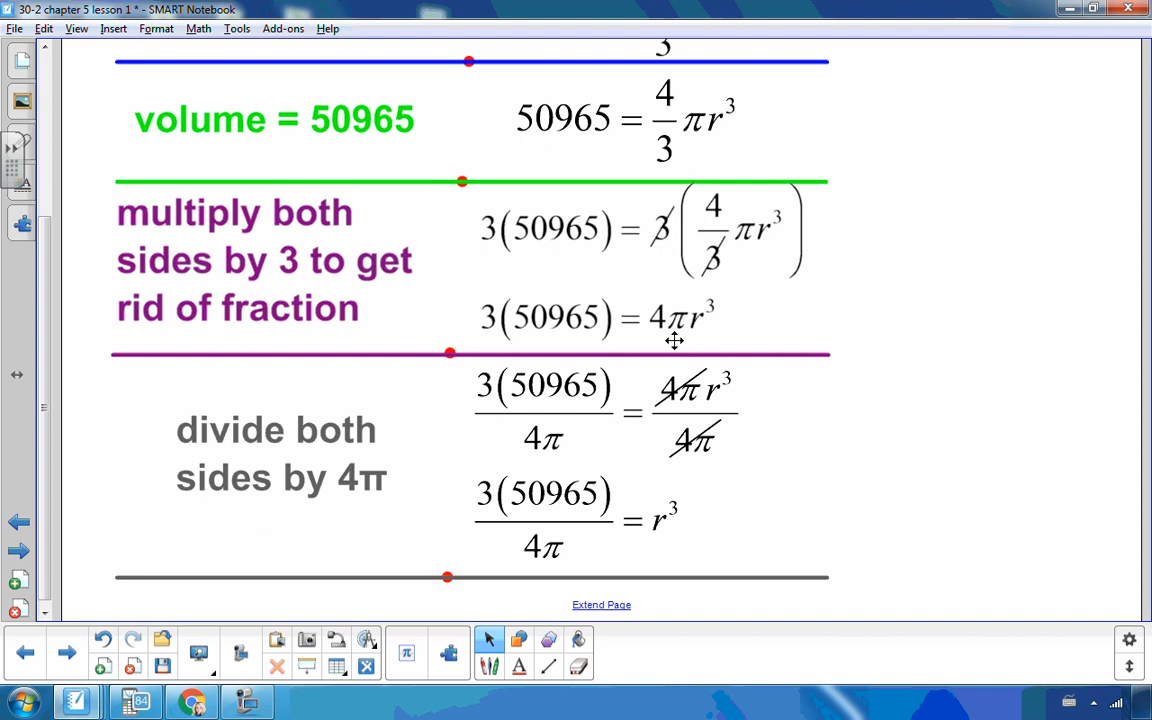 30-2 chapter 5 lesson 1 * - SMART Notebook
File Edit View Insert Format Math Tools Add-ons Help
3
volume = 50965
50965 = 4/3 πr³
multiply both
sides by 3 to get
rid of fraction
3(50965) = 3(4/3 πr³)
3(50965) = 4πr³
divide both
sides by 4π
3(50965)/4π = 4πr³/4π
3(50965)/4π = r³
Extend Page
π
A
84